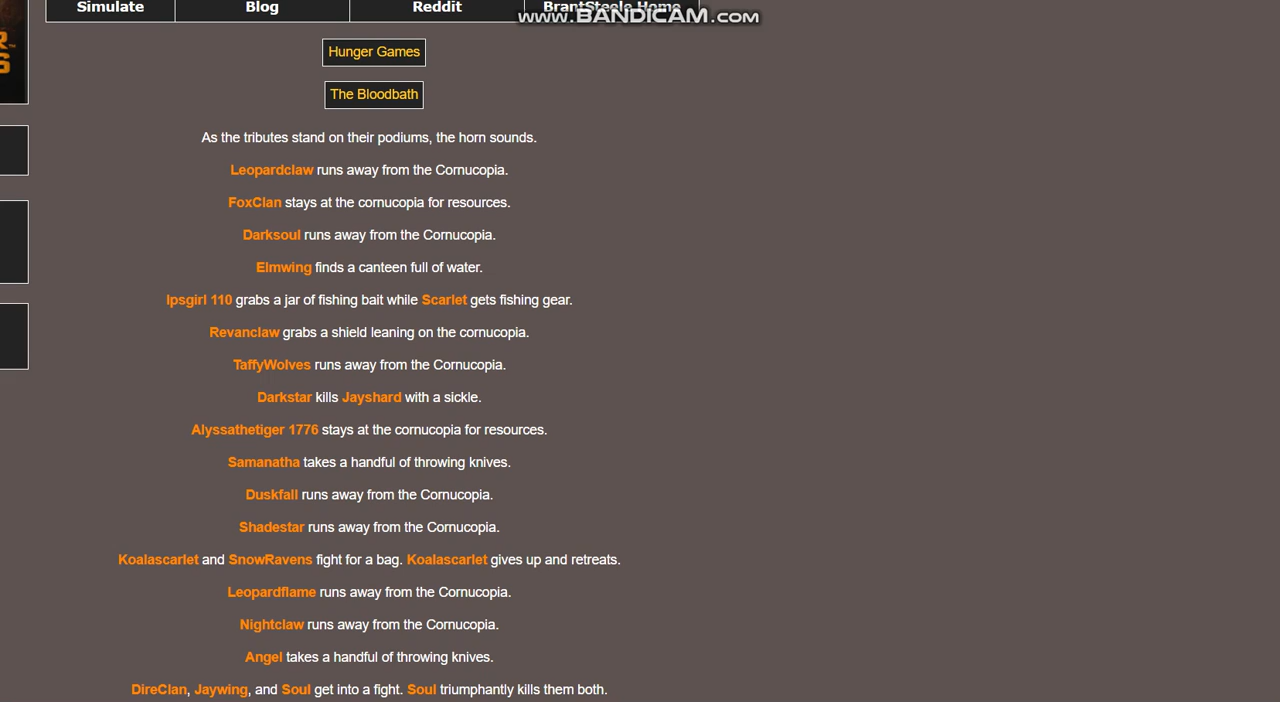 Simulate Blog Reddit BrantSteele Home
www.BANDICAM.com
Hunger Games
The Bloodbath
As the tributes stand on their podiums, the horn sounds.
Leopardclaw runs away from the Cornucopia.
FoxClan stays at the cornucopia for resources.
Darksoul runs away from the Cornucopia.
Elmwing finds a canteen full of water.
Ipsgirl 110 grabs a jar of fishing bait while Scarlet gets fishing gear.
Revanclaw grabs a shield leaning on the cornucopia.
TaffyWolves runs away from the Cornucopia.
Darkstar kills Jayshard with a sickle.
Alyssathetiger 1776 stays at the cornucopia for resources.
Samanatha takes a handful of throwing knives.
Duskfall runs away from the Cornucopia.
Shadestar runs away from the Cornucopia.
Koalascarlet and SnowRavens fight for a bag. Koalascarlet gives up and retreats.
Leopardflame runs away from the Cornucopia.
Nightclaw runs away from the Cornucopia.
Angel takes a handful of throwing knives.
DireClan, Jaywing, and Soul get into a fight. Soul triumphantly kills them both.